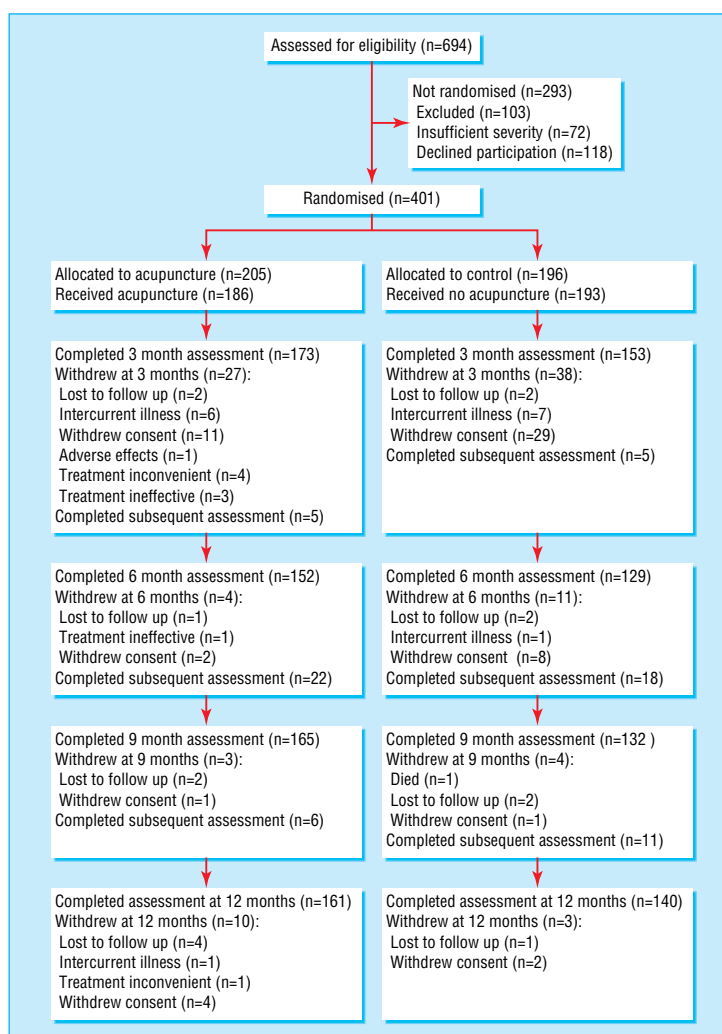 Assessed for eligibility (n=694)
Not randomised (n=293)
Excluded (n=103)
Insufficient severity (n=72)
Declined participation (n=118)
Randomised (n=401)
Allocated to acupuncture (n=205)
Received acupuncture (n=186)
Allocated to control (n=196)
Received no acupuncture (n=193)
Completed 3 month assessment (n=173)
Withdrew at 3 months (n=27):
Lost to follow up (n=2)
Intercurrent illness (n=6)
Withdrew consent (n=11)
Adverse effects (n=1)
Treatment inconvenient (n=4)
Treatment ineffective (n=3)
Completed subsequent assessment (n=5)
Completed 3 month assessment (n=153)
Withdrew at 3 months (n=38):
Lost to follow up (n=2)
Intercurrent illness (n=7)
Withdrew consent (n=29)
Completed subsequent assessment (n=5)
Completed 6 month assessment (n=152)
Withdrew at 6 months (n=4):
Lost to follow up (n=1)
Treatment ineffective (n=1)
Withdrew consent (n=2)
Completed subsequent assessment (n=22)
Completed 6 month assessment (n=129)
Withdrew at 6 months (n=11):
Lost to follow up (n=2)
Intercurrent illness (n=1)
Withdrew consent (n=8)
Completed subsequent assessment (n=18)
Completed 9 month assessment (n=165)
Withdrew at 9 months (n=3):
Lost to follow up (n=2)
Withdrew consent (n=1)
Completed subsequent assessment (n=6)
Completed 9 month assessment (n=132 )
Withdrew at 9 months (n=4):
Died (n=1)
Lost to follow up (n=2)
Withdrew consent (n=1)
Completed subsequent assessment (n=11)
Completed assessment at 12 months (n=161)
Withdrew at 12 months (n=10):
Lost to follow up (n=4)
Intercurrent illness (n=1)
Treatment inconvenient (n=1)
Withdrew consent (n=4)
Completed assessment at 12 months (n=140)
Withdrew at 12 months (n=3):
Lost to follow up (n=1)
Withdrew consent (n=2)